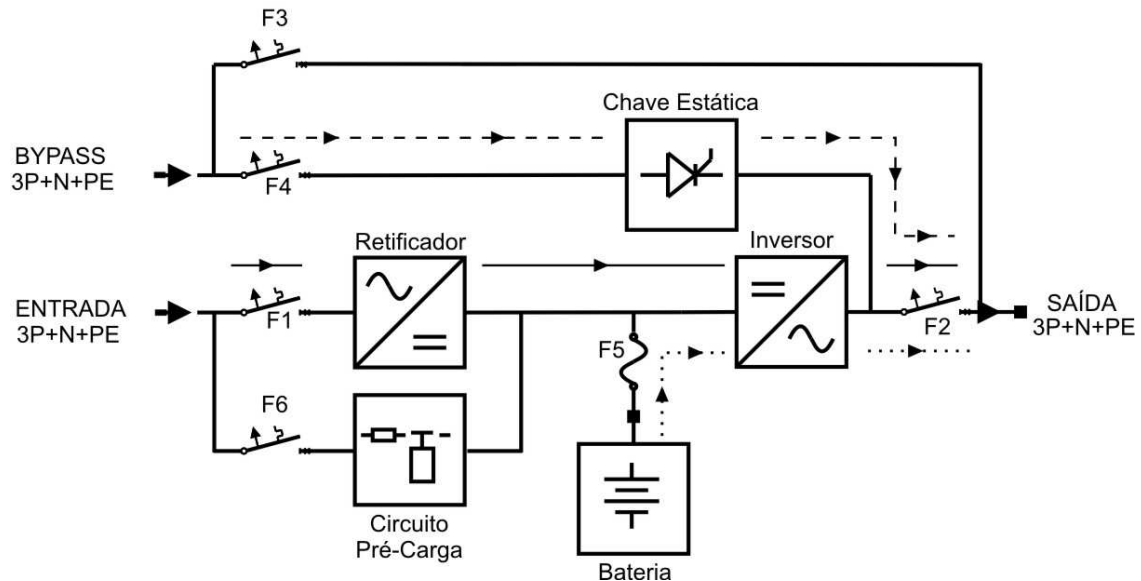 F3
Chave Estática
BYPASS
3P+N+PE
F4
Retificador
Inversor
ENTRADA
3P+N+PE
F1
F2
SAÍDA
3P+N+PE
F5
F6
Circuito
Pré-Carga
Bateria